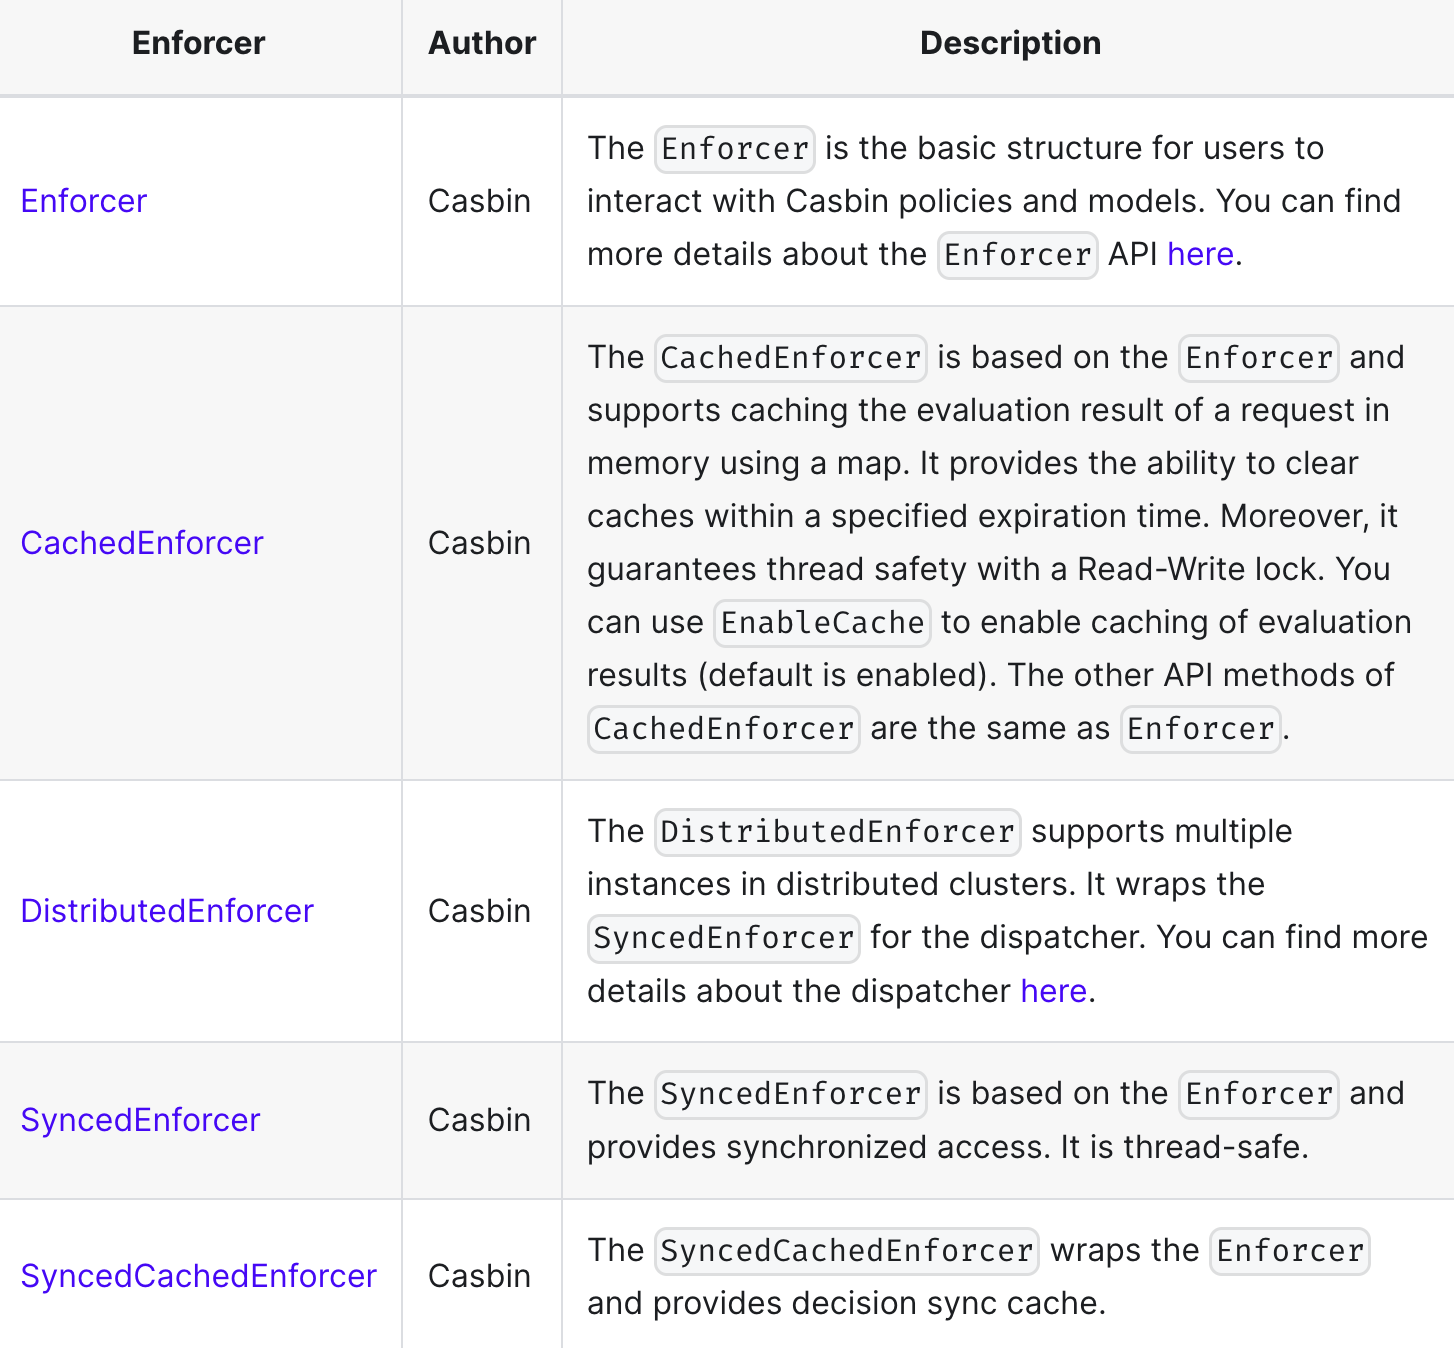 Enforcer Author Description
Enforcer
Casbin
The Enforcer is the basic structure for users to
interact with Casbin policies and models. You can find
more details about the Enforcer API here.
CachedEnforcer
Casbin
The CachedEnforcer is based on the Enforcer and
supports caching the evaluation result of a request in
memory using a map. It provides the ability to clear
caches within a specified expiration time. Moreover, it
guarantees thread safety with a Read-Write lock. You
can use EnableCache to enable caching of evaluation
results (default is enabled). The other API methods of
CachedEnforcer are the same as Enforcer.
DistributedEnforcer
Casbin
The DistributedEnforcer supports multiple
instances in distributed clusters. It wraps the
SyncedEnforcer for the dispatcher. You can find more
details about the dispatcher here.
SyncedEnforcer
Casbin
The SyncedEnforcer is based on the Enforcer and
provides synchronized access. It is thread-safe.
SyncedCachedEnforcer
Casbin
The SyncedCachedEnforcer wraps the Enforcer
and provides decision sync cache.